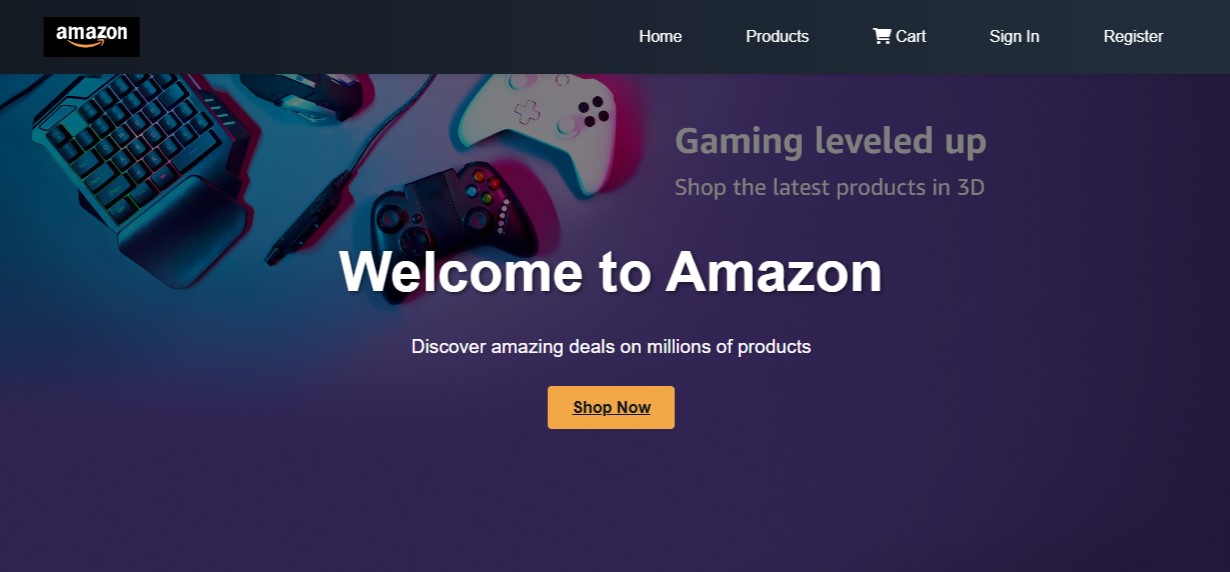 amazon
Home Products Cart Sign In Register
Gaming leveled up
Shop the latest products in 3D
Welcome to Amazon
Discover amazing deals on millions of products
Shop Now